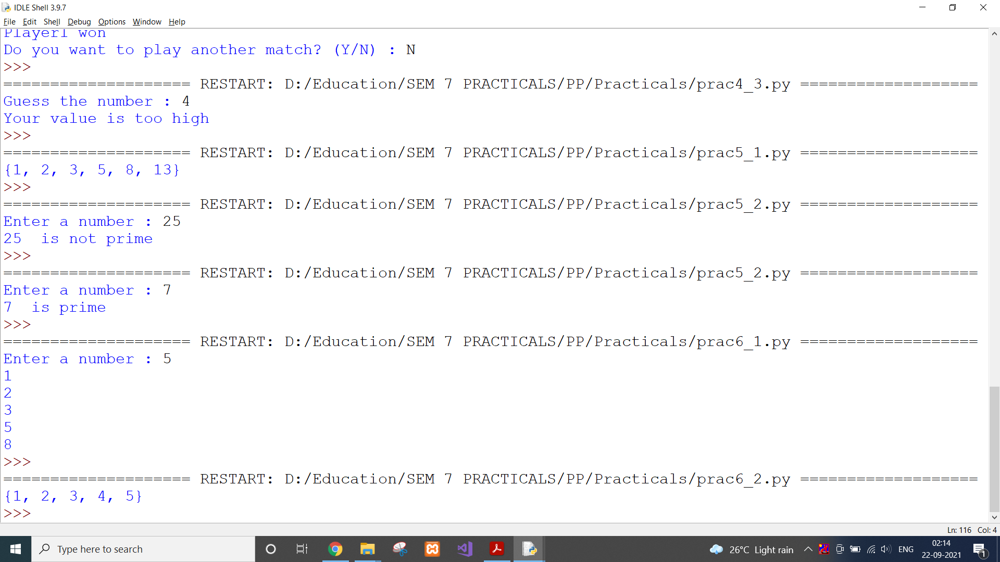 IDLE Shell 3.9.7
File Edit Shell Debug Options Window Help
Player1 won
Do you want to play another match? (Y/N) : N
>>>
==================== RESTART: D:/Education/SEM 7 PRACTICALS/PP/Practicals/prac4_3.py ===================
Guess the number : 4
Your value is too high
>>>
==================== RESTART: D:/Education/SEM 7 PRACTICALS/PP/Practicals/prac5_1.py ===================
{1, 2, 3, 5, 8, 13}
>>>
==================== RESTART: D:/Education/SEM 7 PRACTICALS/PP/Practicals/prac5_2.py ===================
Enter a number : 25
25  is not prime
>>>
==================== RESTART: D:/Education/SEM 7 PRACTICALS/PP/Practicals/prac5_2.py ===================
Enter a number : 7
7  is prime
>>>
==================== RESTART: D:/Education/SEM 7 PRACTICALS/PP/Practicals/prac6_1.py ===================
Enter a number : 5
1
2
3
5
8
>>>
==================== RESTART: D:/Education/SEM 7 PRACTICALS/PP/Practicals/prac6_2.py ===================
{1, 2, 3, 4, 5}
>>>
Ln: 116 Col: 4
Type here to search
26°C Light rain
ENG
02:14
22-09-2021
1